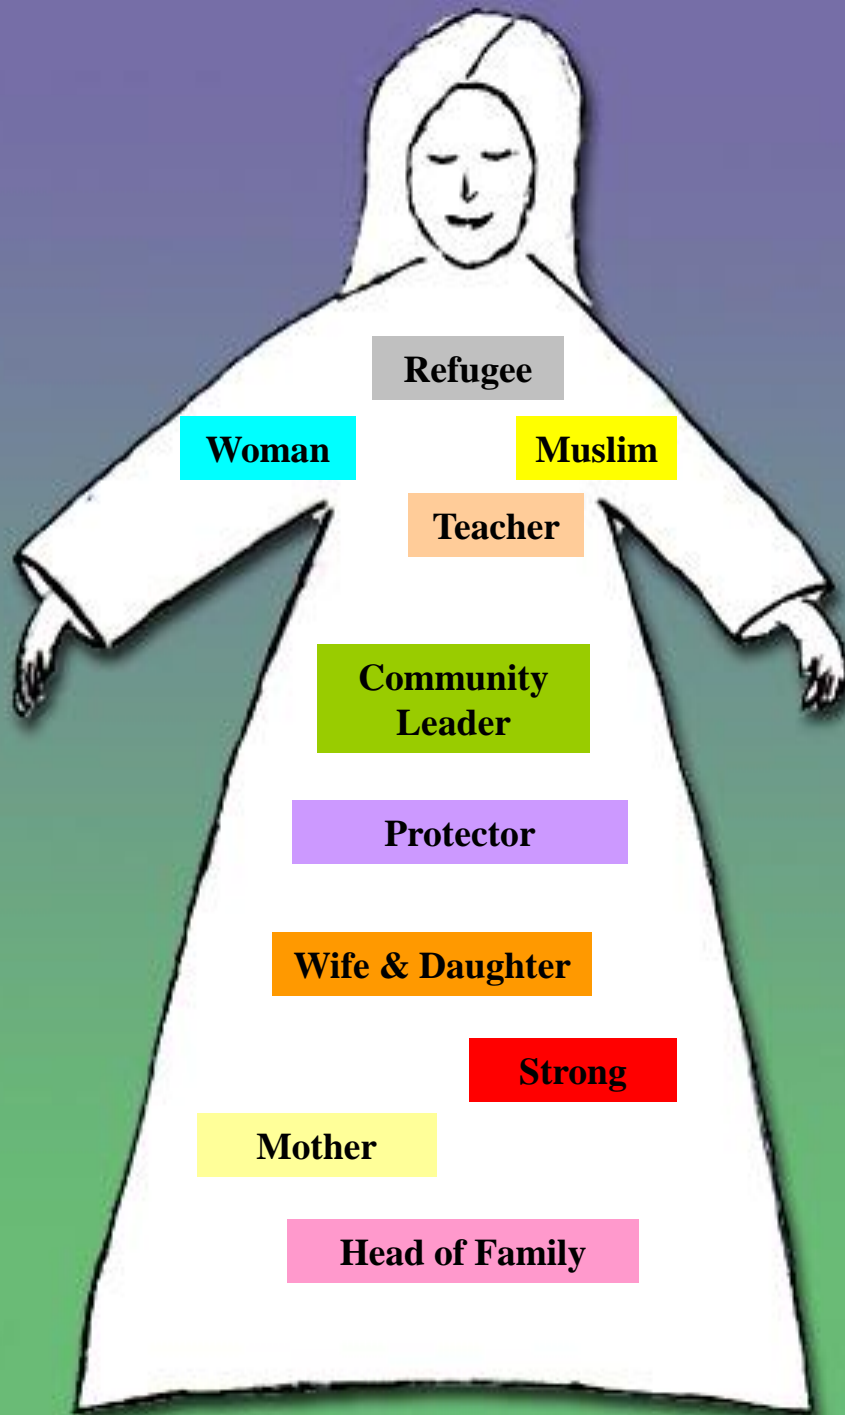 Refugee
Woman
Muslim
Teacher
Community
Leader
Protector
Wife & Daughter
Strong
Mother
Head of Family